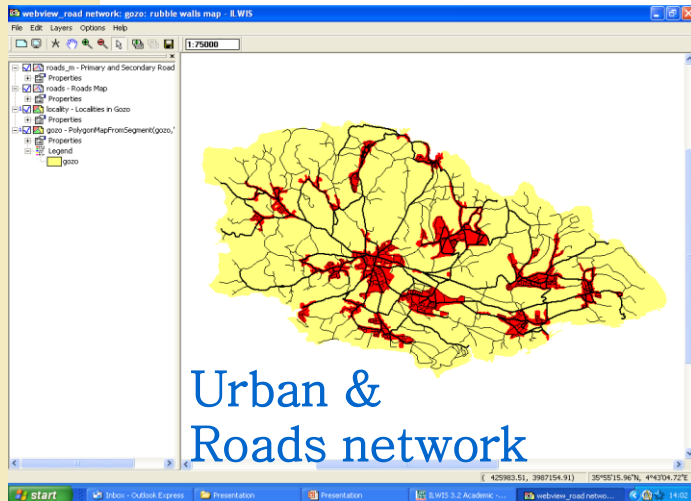 webview_road network: gozo: rubble walls map - ILWIS
File Edit Layers Options Help
1:75000
roads_m - Primary and Secondary Road
Properties
roads - Roads Map
Properties
locality - Localities in Gozo
Properties
gozo - PolygonMapFromSegment(gozo,'
Properties
Legend
gozo
Urban &
Roads network
( 425983.51, 3987154.91) 35°55'15.96"N, 4°43'04.72"E
start Inbox - Outlook Express Presentation Presentation ILWIS 3.2 Academic -... webview_road netwo... 14:02